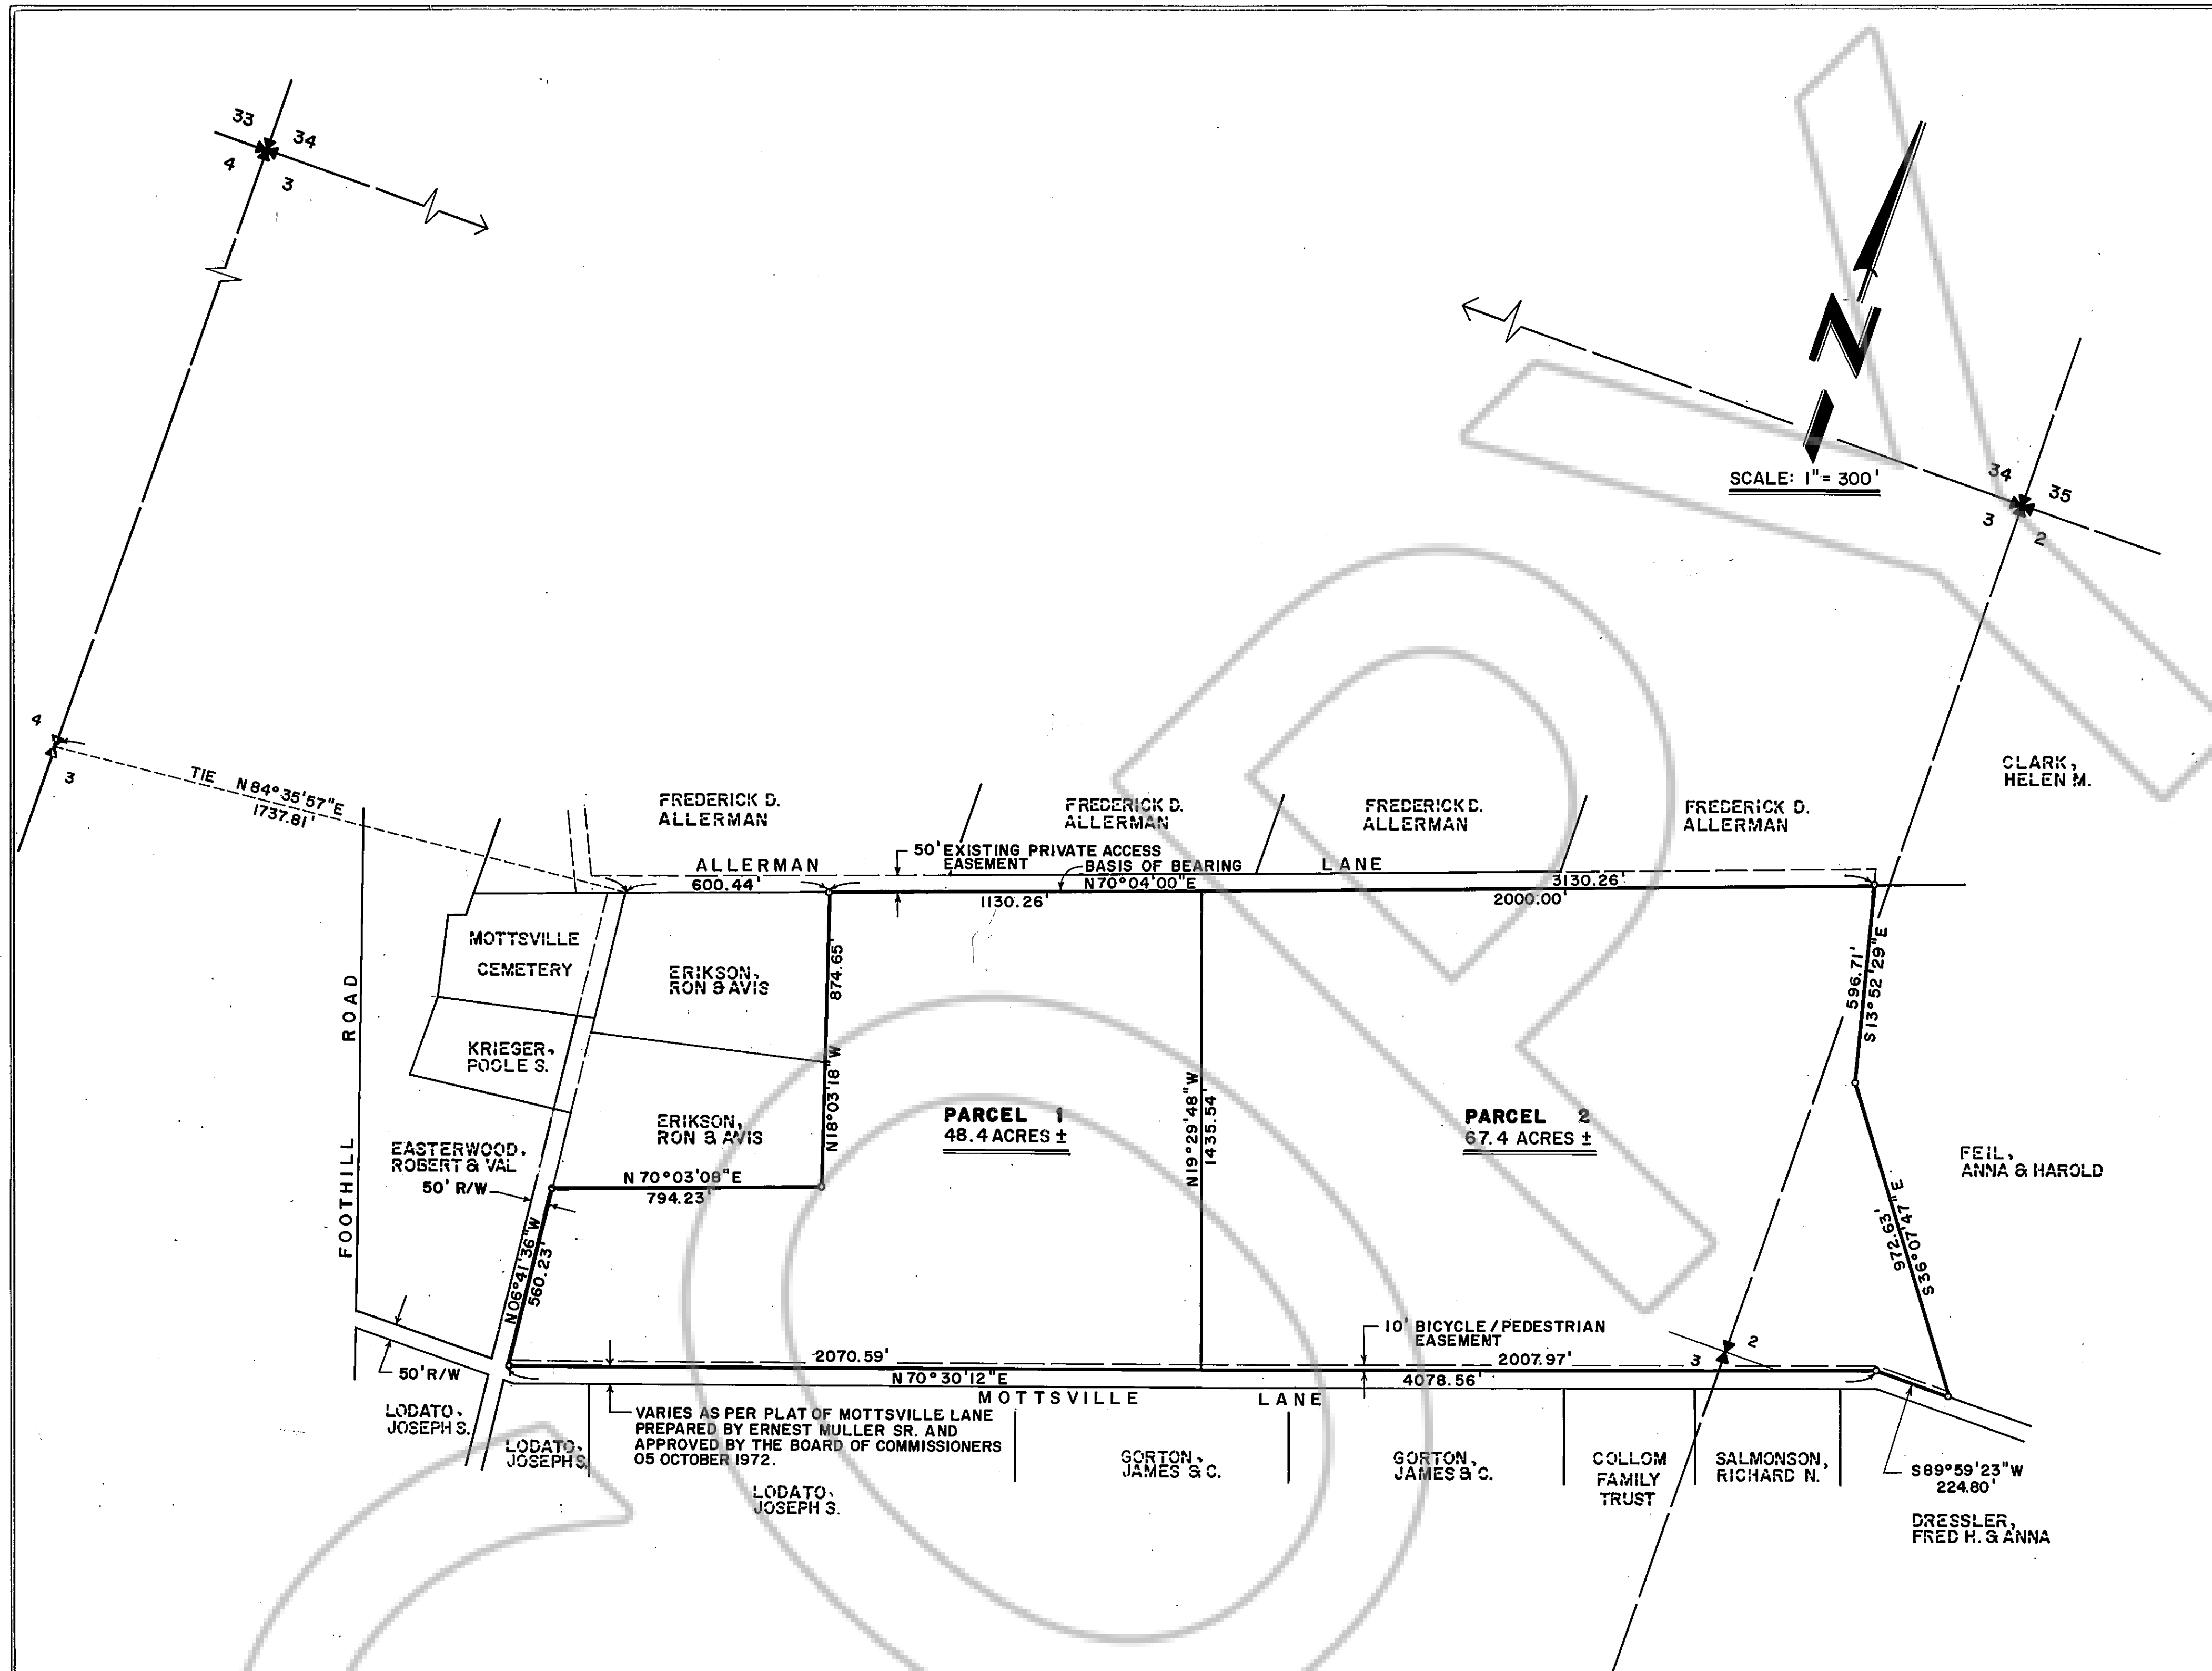 33
34
4
3
N
SCALE: 1" = 300'
34
35
3
2
4
3
TIE N 84° 35' 57" E
1737.81'
CLARK,
HELEN M.
FREDERICK D.
ALLERMAN
FREDERICK D.
ALLERMAN
FREDERICK D.
ALLERMAN
FREDERICK D.
ALLERMAN
50' EXISTING PRIVATE ACCESS
EASEMENT
BASIS OF BEARING
ALLERMAN LANE
600.44'
N 70° 04' 00" E
3130.26'
1130.26'
2000.00'
MOTTSVILLE
CEMETERY
ERIKSON,
RON & AVIS
874.65'
N 18° 03' 18" W
596.71'
S 13° 52' 29" E
FOOTHILL ROAD
KRIEGER,
POOLE S.
ERIKSON,
RON & AVIS
PARCEL 1
48.4 ACRES ±
N 19° 29' 48" W
1435.54'
PARCEL 2
67.4 ACRES ±
EASTERWOOD,
ROBERT & VAL
50' R/W
N 70° 03' 08" E
794.23'
FEIL,
ANNA & HAROLD
N 06° 41' 36" W
560.23'
972.63'
S 36° 07' 47" E
10' BICYCLE / PEDESTRIAN
EASEMENT
2
3
2070.59'
2007.97'
N 70° 30' 12" E
4078.56'
50' R/W
MOTTSVILLE LANE
LODATO,
JOSEPH S.
LODATO,
JOSEPH S.
VARIES AS PER PLAT OF MOTTSVILLE LANE
PREPARED BY ERNEST MULLER SR. AND
APPROVED BY THE BOARD OF COMMISSIONERS
05 OCTOBER 1972.
LODATO,
JOSEPH S.
GORTON,
JAMES & C.
GORTON,
JAMES & C.
COLLOM
FAMILY
TRUST
SALMONSON,
RICHARD N.
S 89° 59' 23" W
224.80'
DRESSLER,
FRED H. & ANNA